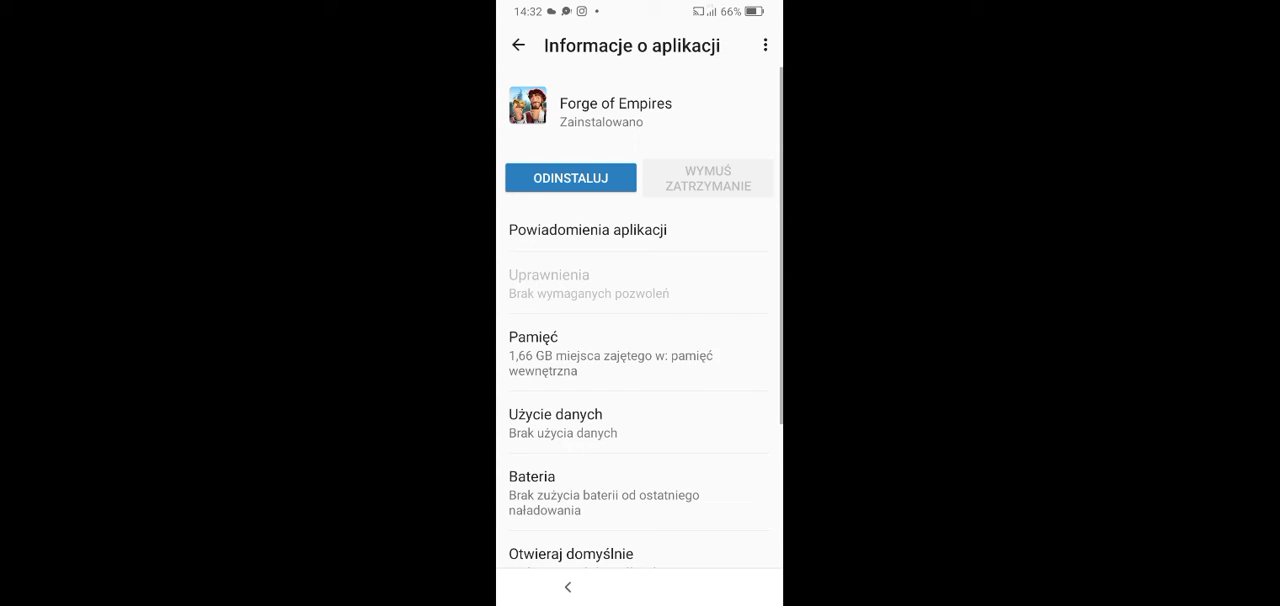 14:32 66%
Informacje o aplikacji
Forge of Empires
Zainstalowano
ODINSTALUJ
WYMUŚ
ZATRZYMANIE
Powiadomienia aplikacji
Uprawnienia
Brak wymaganych pozwoleń
Pamięć
1,66 GB miejsca zajętego w: pamięć
wewnętrzna
Użycie danych
Brak użycia danych
Bateria
Brak zużycia baterii od ostatniego
naładowania
Otwieraj domyślnie